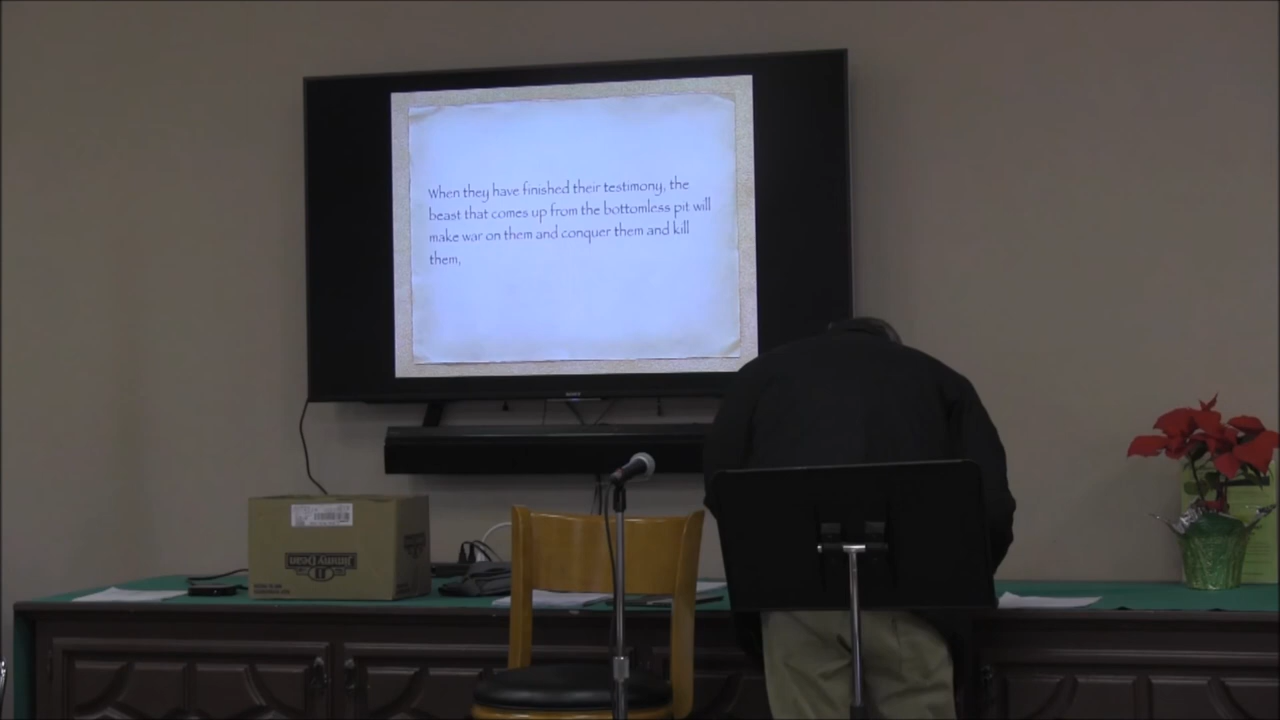 When they have finished their testimony, the
beast that comes up from the bottomless pit will
make war on them and conquer them and kill
them,
SONY
Jimmy Dean